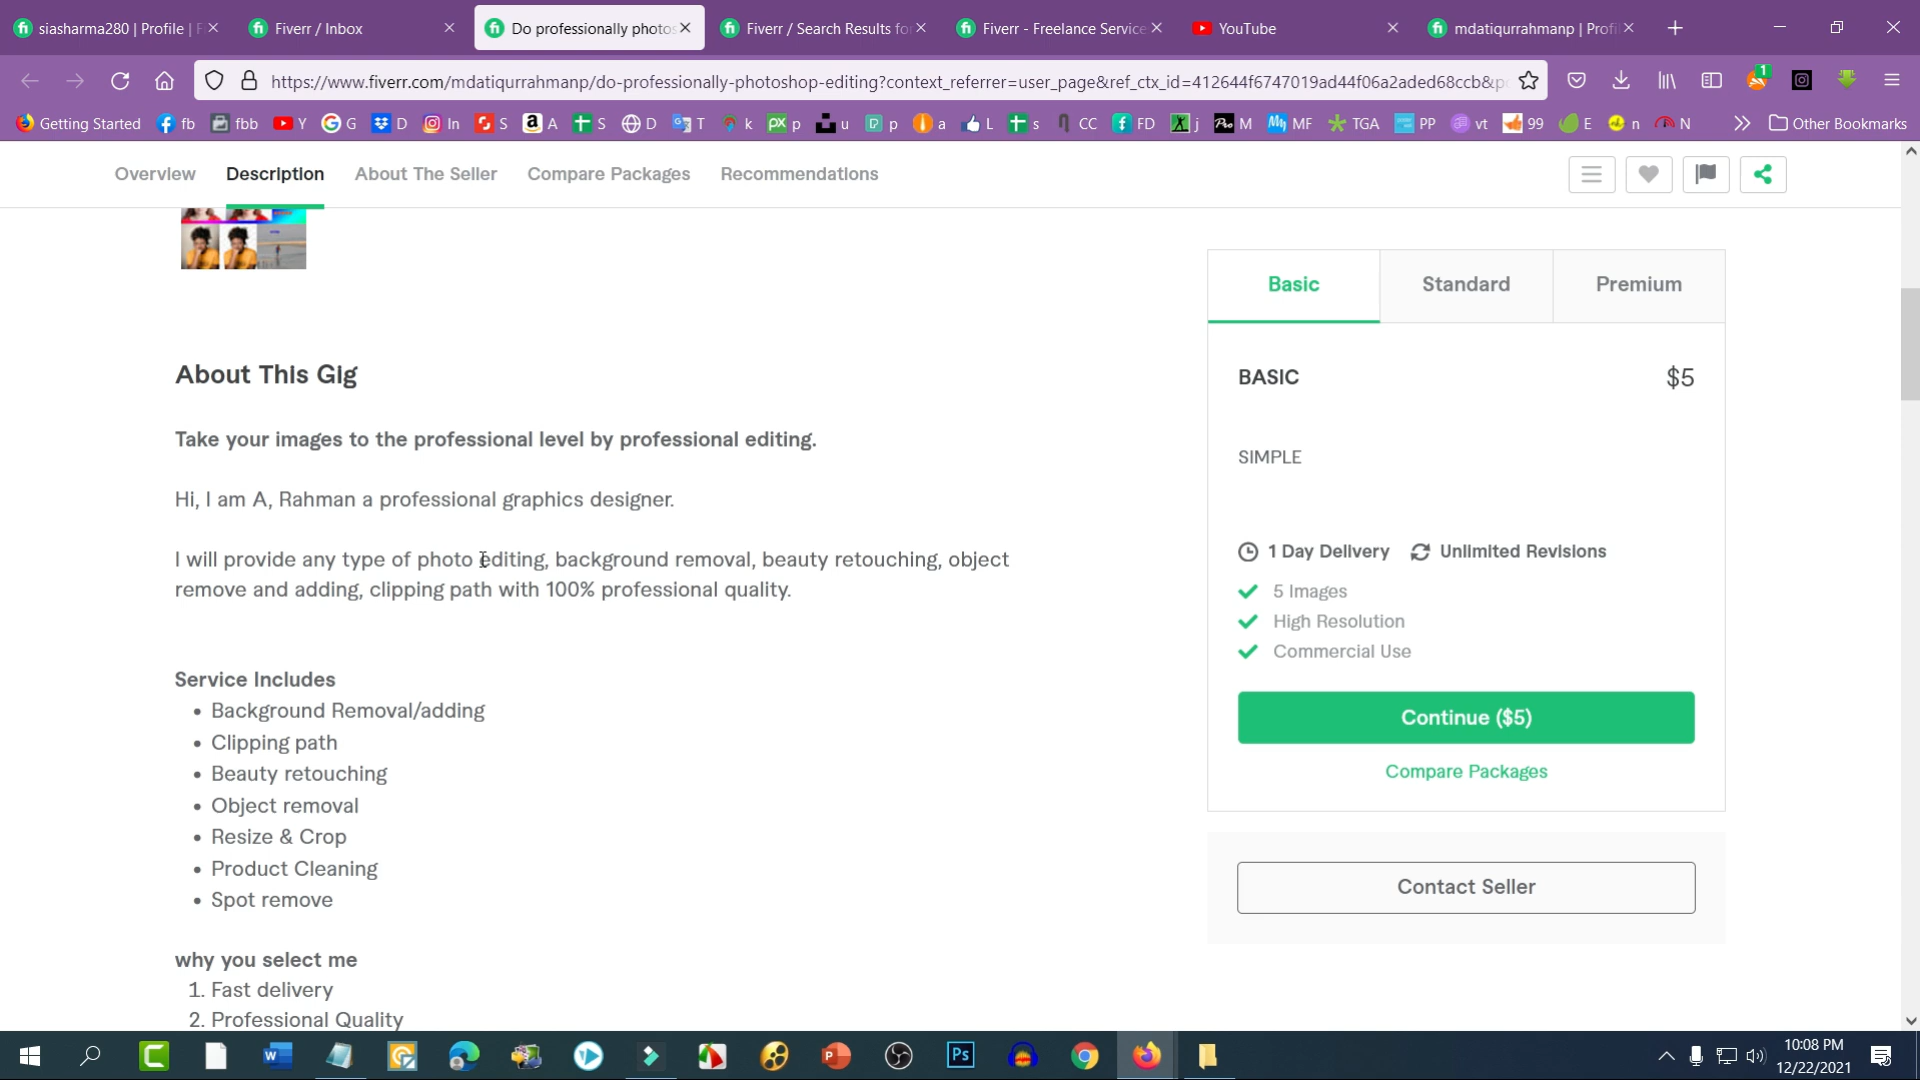 siasharma280 | Profile | F
Fiverr / Inbox
Do professionally photos
Fiverr / Search Results fo
Fiverr - Freelance Service
YouTube
mdatiqurrahmanp | Profi
https://www.fiverr.com/mdatiqurrahmanp/do-professionally-photoshop-editing?context_referrer=user_page&ref_ctx_id=412644f6747019ad44f06a2aded68ccb&p
1
Getting Started fb fbb Y G D In S A S D T k p u p a L s CC FD j M MF TGA PP vt 99 E n N Other Bookmarks
Overview Description About The Seller Compare Packages Recommendations
Basic Standard Premium
BASIC $5
SIMPLE
1 Day Delivery Unlimited Revisions
5 Images
High Resolution
Commercial Use
Continue ($5)
Compare Packages
Contact Seller
About This Gig
Take your images to the professional level by professional editing.
Hi, I am A, Rahman a professional graphics designer.
I will provide any type of photo editing, background removal, beauty retouching, object
remove and adding, clipping path with 100% professional quality.
Service Includes
• Background Removal/adding
• Clipping path
• Beauty retouching
• Object removal
• Resize & Crop
• Product Cleaning
• Spot remove
why you select me
1. Fast delivery
2. Professional Quality
10:08 PM
12/22/2021